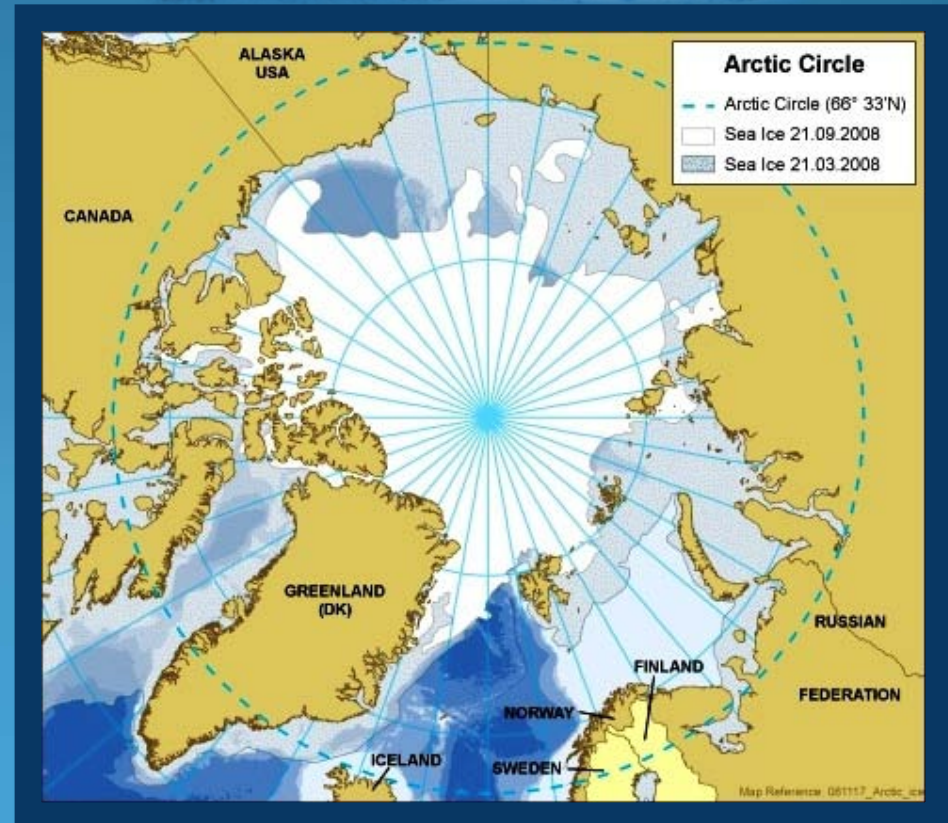 ALASKA
USA
Arctic Circle
Arctic Circle (66° 33'N)
Sea Ice 21.09.2008
Sea Ice 21.03.2008
CANADA
GREENLAND
(DK)
RUSSIAN
FEDERATION
FINLAND
NORWAY
ICELAND
SWEDEN
Map Reference 081117_Arctic_ice